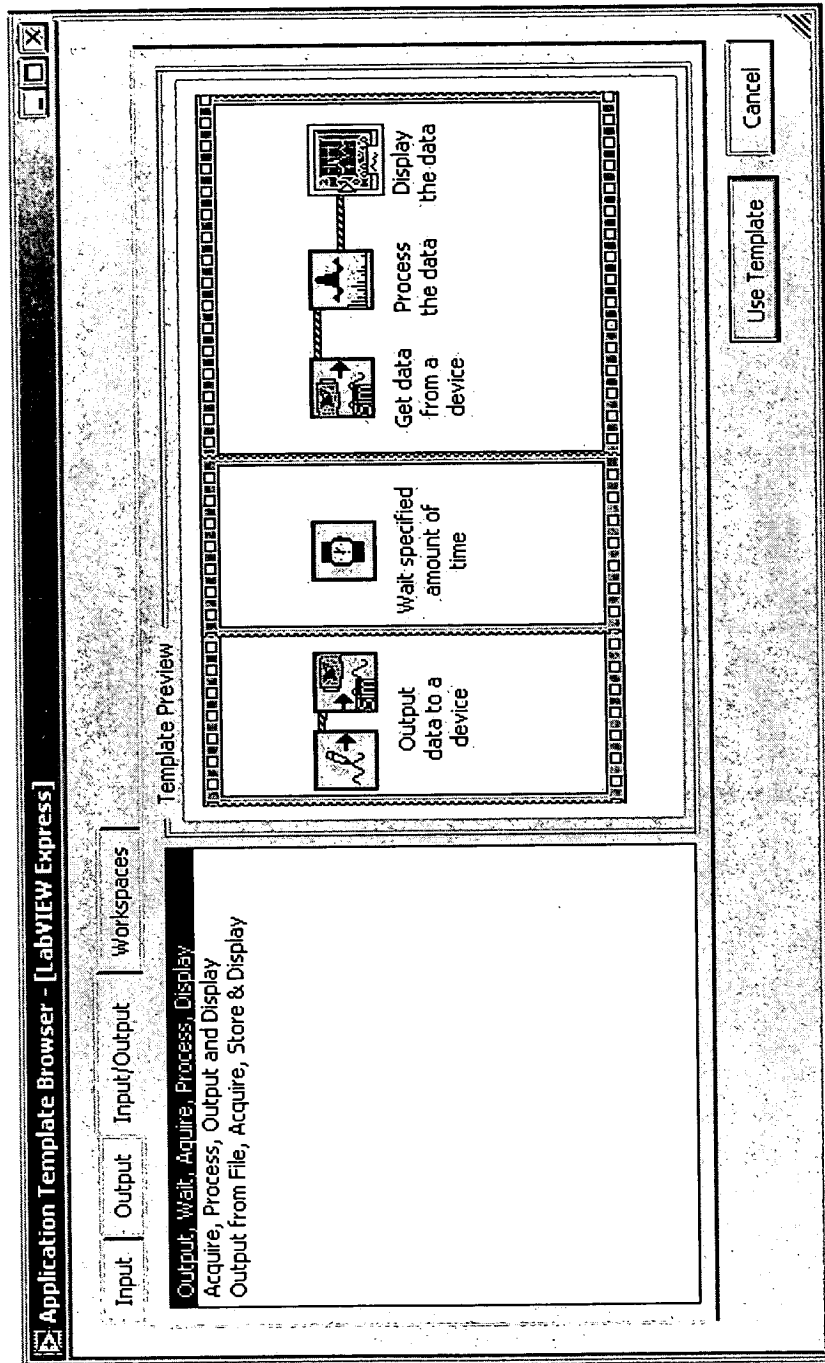 Application Template Browser - [LabVIEW Express]
Input
Output
Input/Output
Workspaces
Output, Wait, Aquire, Process, Display
Acquire, Process, Output and Display
Output from File, Acquire, Store & Display
Template Preview
Output
data to a
device
Wait specified
amount of
time
Get data
from a
device
Process
the data
Display
the data
Use Template
Cancel